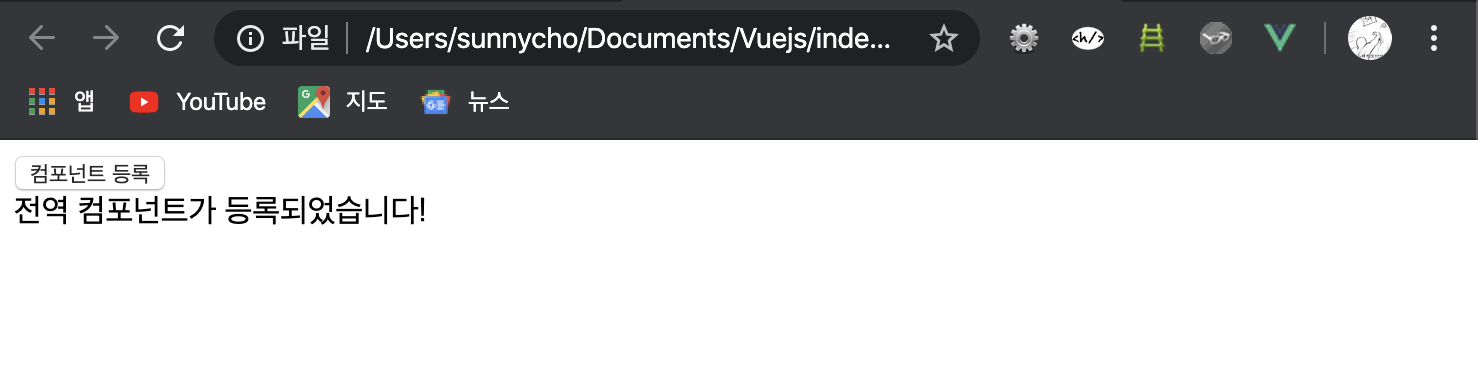 파일 /Users/sunnycho/Documents/Vuejs/inde...
<h/>
앱 YouTube G 지도 GE 뉴스
컴포넌트 등록
전역 컴포넌트가 등록되었습니다!